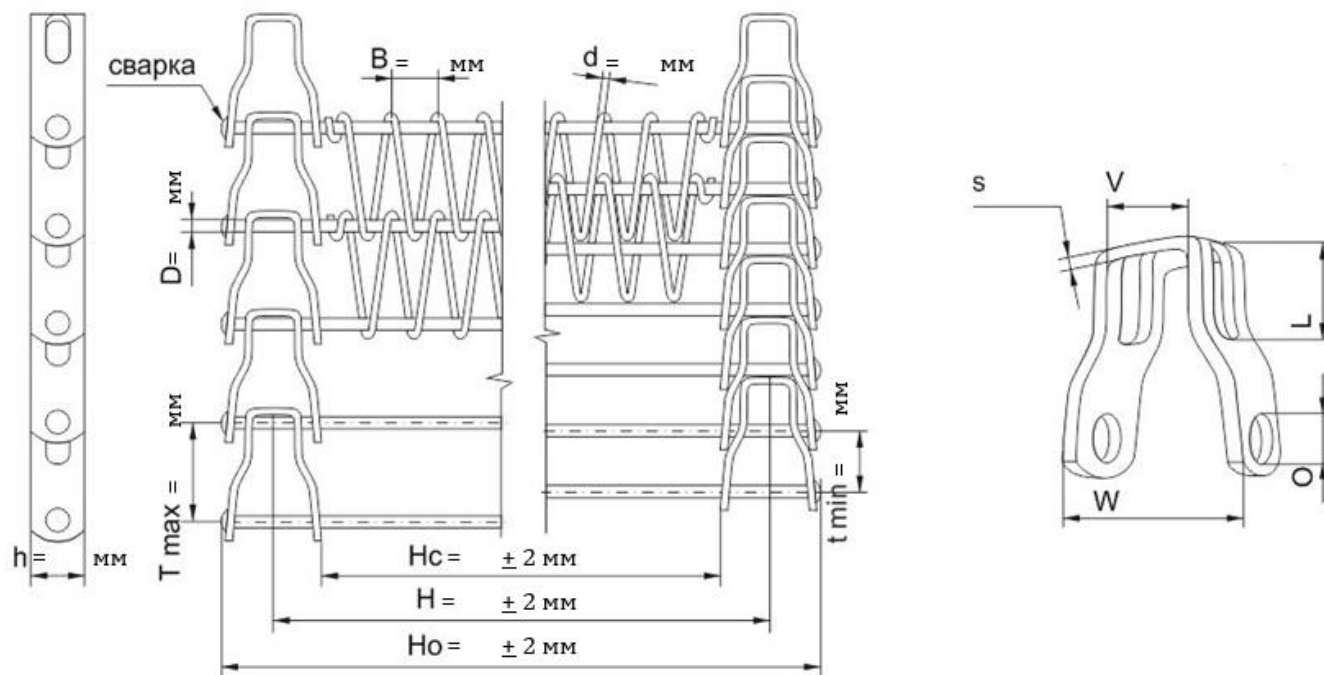 сварка
B = мм
d = мм
D= мм
T max = мм
t min = мм
h = мм
Hc = ± 2 мм
H = ± 2 мм
Ho = ± 2 мм
s
V
L
O
W